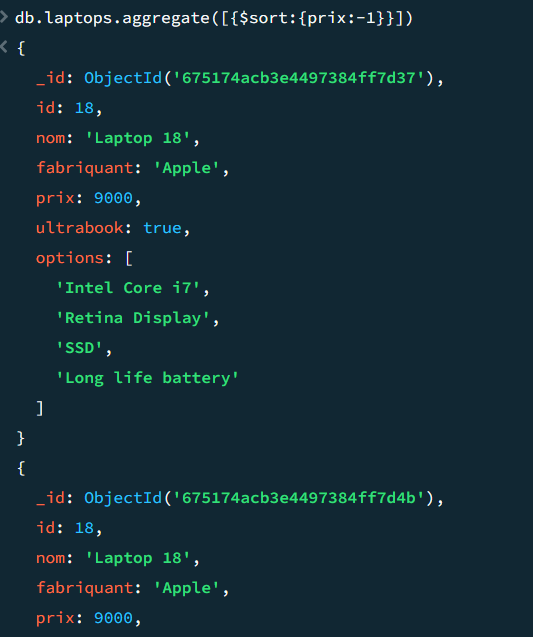 > db.laptops.aggregate([{$sort:{prix:-1}}])
< {
_id: ObjectId('675174acb3e4497384ff7d37'),
id: 18,
nom: 'Laptop 18',
fabriquant: 'Apple',
prix: 9000,
ultrabook: true,
options: [
'Intel Core i7',
'Retina Display',
'SSD',
'Long life battery'
]
}
{
_id: ObjectId('675174acb3e4497384ff7d4b'),
id: 18,
nom: 'Laptop 18',
fabriquant: 'Apple',
prix: 9000,